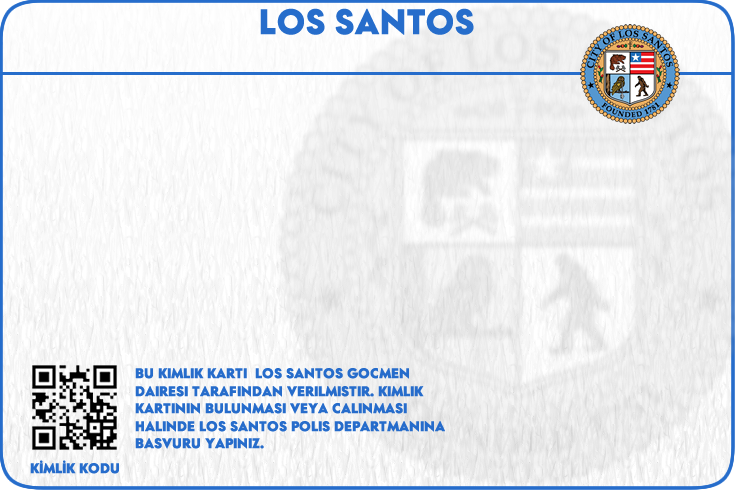 LOS SANTOS
CITY OF LOS SANTOS
FOUNDED 1781
BU KIMLIK KARTI LOS SANTOS GOCMEN
DAIRESI TARAFINDAN VERILMISTIR. KIMLIK
KARTININ BULUNMASI VEYA CALINMASI
HALINDE LOS SANTOS POLIS DEPARTMANINA
BASVURU YAPINIZ.
KİMLİK KODU